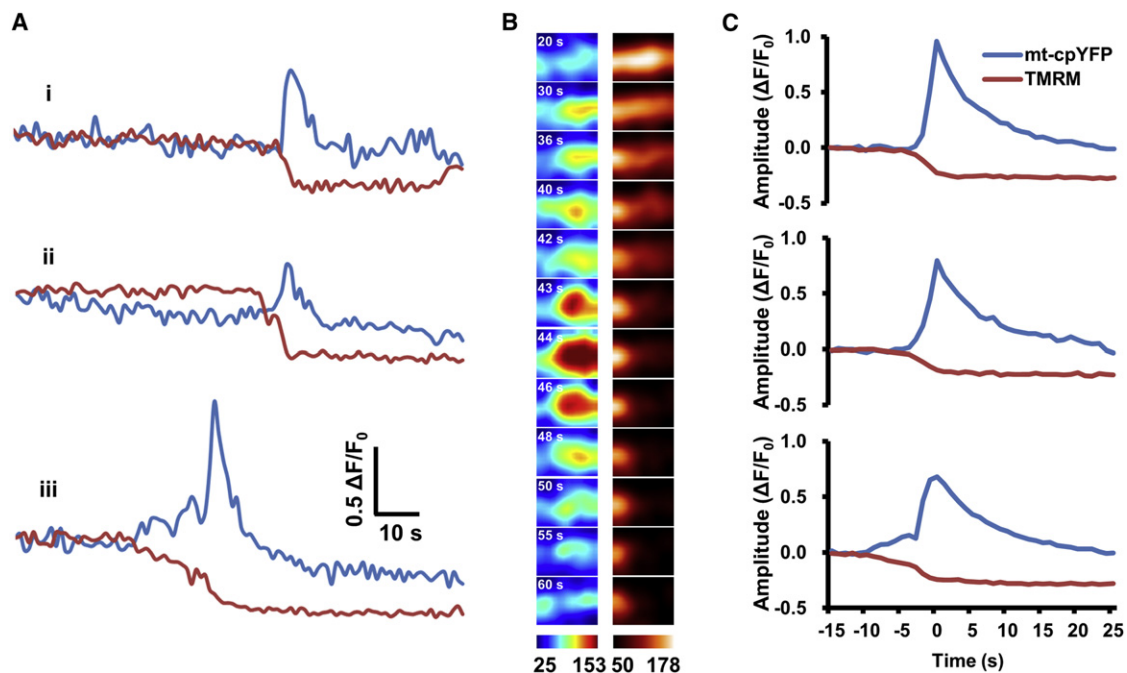 A
i
ii
iii
0.5 ΔF/F0
10 s
B
20 s
30 s
36 s
40 s
42 s
43 s
44 s
46 s
48 s
50 s
55 s
60 s
25 153 50 178
C
mt-cpYFP
TMRM
Amplitude (ΔF/F0)
1.0
0.5
0.0
-0.5
Amplitude (ΔF/F0)
1.0
0.5
0.0
-0.5
Amplitude (ΔF/F0)
1.0
0.5
0.0
-0.5
-15 -10 -5 0 5 10 15 20 25
Time (s)